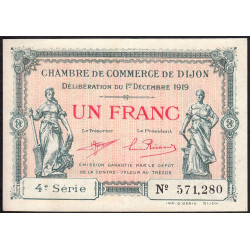 CHAMBRE DE COMMERCE DE DIJON
DÉLIBÉRATION DU 1er DÉCEMBRE 1919
UN FRANC
Le Trésorier Le Président
ÉMISSION GARANTIE PAR LE DÉPÔT
DE LA CONTRE-VALEUR AU TRÉSOR
4e Série
No 571,280